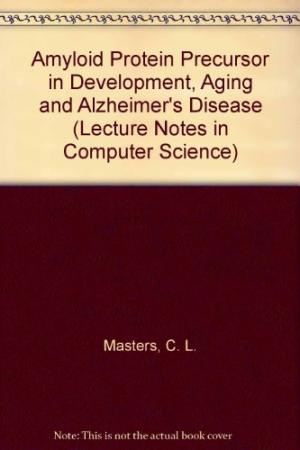 Amyloid Protein Precursor
in Development, Aging
and Alzheimer's Disease
(Lecture Notes in
Computer Science)
Masters, C. L.
Note: This is not the actual book cover